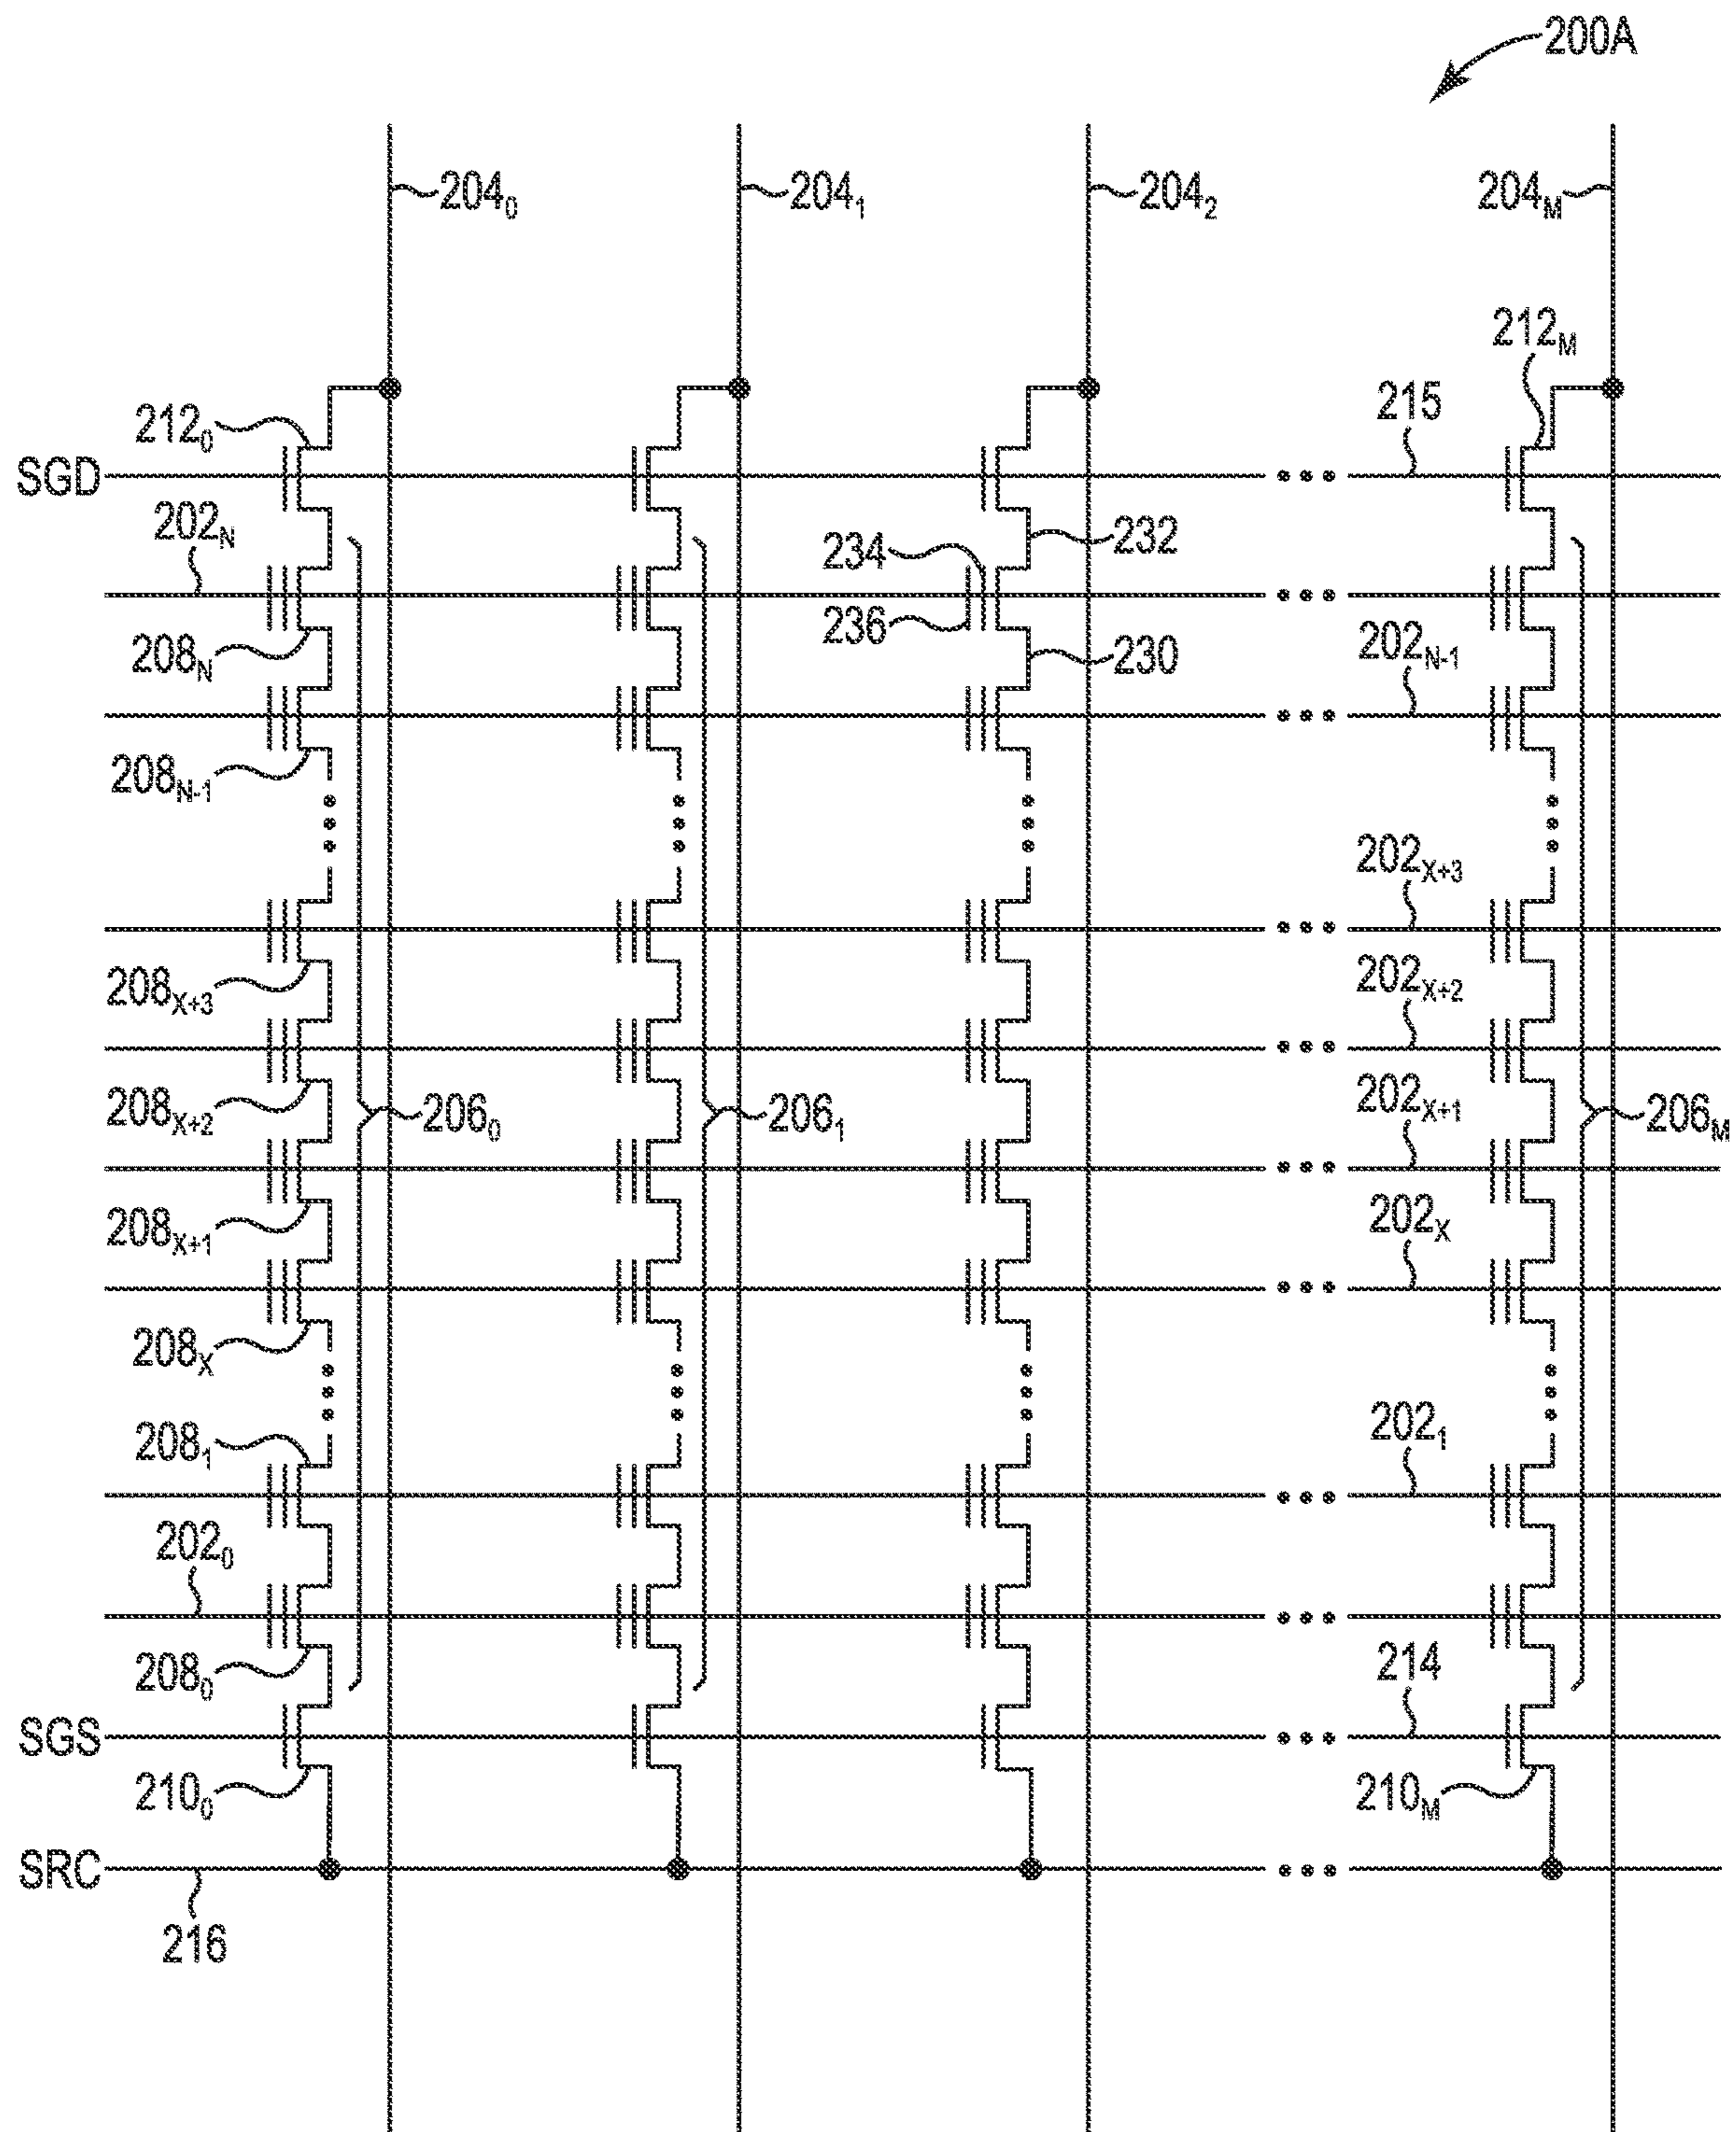 200A
204₀ 204₁ 204₂ 204M
212M
212₀ 215
SGD
202N 234 232
236
208N 230 202N-1
208N-1
202X+3
208X+3 202X+2
208X+2 206₀ 206₁ 202X+1 206M
208X+1 202X
208X
208₁ 202₁
202₀
208₀ 214
SGS
210₀ 210M
SRC
216